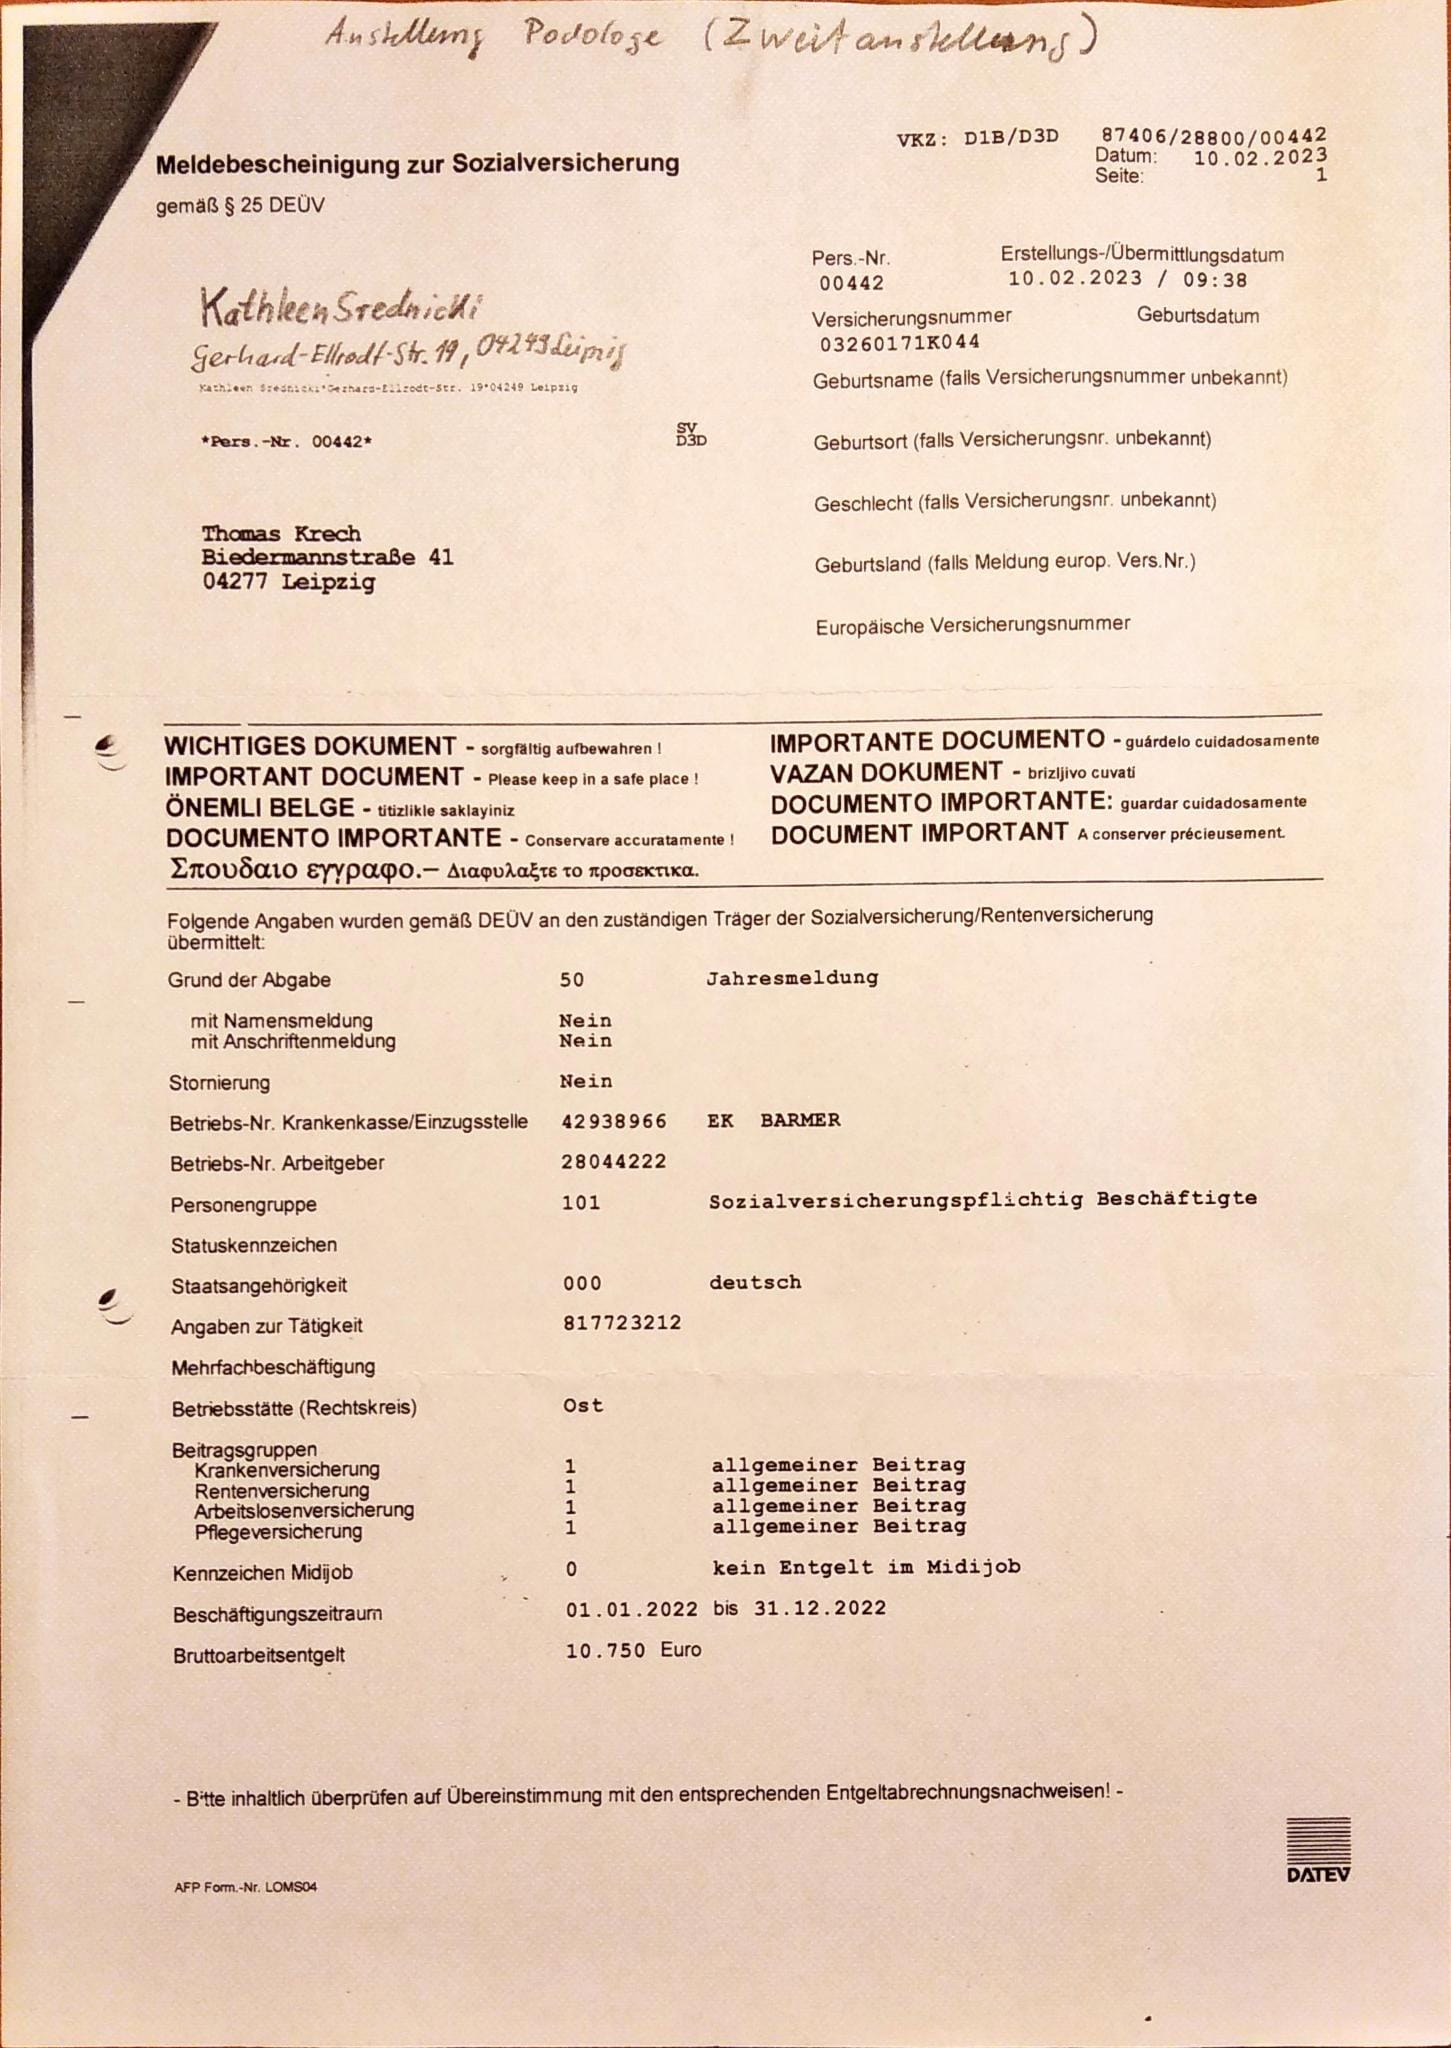 Anstellung Podologe (Zweitanstellung)
VKZ: D1B/D3D 87406/28800/00442
Datum: 10.02.2023
Seite: 1
Meldebescheinigung zur Sozialversicherung
gemäß § 25 DEÜV
Pers.-Nr. Erstellungs-/Übermittlungsdatum
00442 10.02.2023 / 09:38
Versicherungsnummer Geburtsdatum
03260171K044
Geburtsname (falls Versicherungsnummer unbekannt)
Geburtsort (falls Versicherungsnr. unbekannt)
Geschlecht (falls Versicherungsnr. unbekannt)
Geburtsland (falls Meldung europ. Vers.Nr.)
Europäische Versicherungsnummer
Kathleen Srednicki
Gerhard-Ellrodt-Str. 19, 04249 Leipzig
Kathleen Srednicki*Gerhard-Ellrodt-Str. 19*04249 Leipzig
*Pers.-Nr. 00442*
SV
D3D
Thomas Krech
Biedermannstraße 41
04277 Leipzig
WICHTIGES DOKUMENT - sorgfältig aufbewahren !
IMPORTANT DOCUMENT - Please keep in a safe place !
ÖNEMLI BELGE - titizlikle saklayiniz
DOCUMENTO IMPORTANTE - Conservare accuratamente !
Σπουδαιο εγγραφο.– Διαφυλαξτε το προσεκτικα.
IMPORTANTE DOCUMENTO - guárdelo cuidadosamente
VAZAN DOKUMENT - brizljivo cuvati
DOCUMENTO IMPORTANTE: guardar cuidadosamente
DOCUMENT IMPORTANT A conserver précieusement.
Folgende Angaben wurden gemäß DEÜV an den zuständigen Träger der Sozialversicherung/Rentenversicherung
übermittelt:
Grund der Abgabe 50 Jahresmeldung
mit Namensmeldung Nein
mit Anschriftenmeldung Nein
Stornierung Nein
Betriebs-Nr. Krankenkasse/Einzugsstelle 42938966 EK BARMER
Betriebs-Nr. Arbeitgeber 28044222
Personengruppe 101 Sozialversicherungspflichtig Beschäftigte
Statuskennzeichen
Staatsangehörigkeit 000 deutsch
Angaben zur Tätigkeit 817723212
Mehrfachbeschäftigung
Betriebsstätte (Rechtskreis) Ost
Beitragsgruppen
Krankenversicherung 1 allgemeiner Beitrag
Rentenversicherung 1 allgemeiner Beitrag
Arbeitslosenversicherung 1 allgemeiner Beitrag
Pflegeversicherung 1 allgemeiner Beitrag
Kennzeichen Midijob 0 kein Entgelt im Midijob
Beschäftigungszeitraum 01.01.2022 bis 31.12.2022
Bruttoarbeitsentgelt 10.750 Euro
- Bitte inhaltlich überprüfen auf Übereinstimmung mit den entsprechenden Entgeltabrechnungsnachweisen! -
DATEV
AFP Form.-Nr. LOMS04